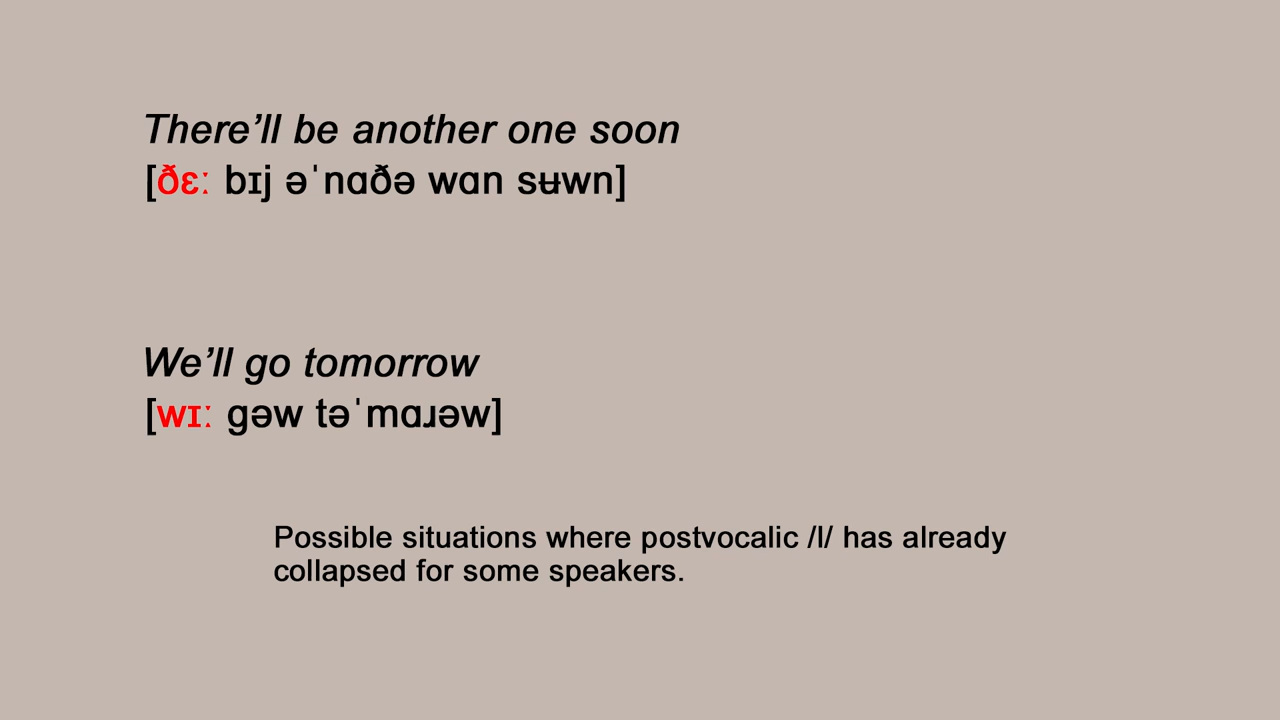 There’ll be another one soon
[ðɛː bɪj əˈnɑðə wɑn sʉwn]
We’ll go tomorrow
[wɪː gəw təˈmɑɹəw]
Possible situations where postvocalic /l/ has already
collapsed for some speakers.